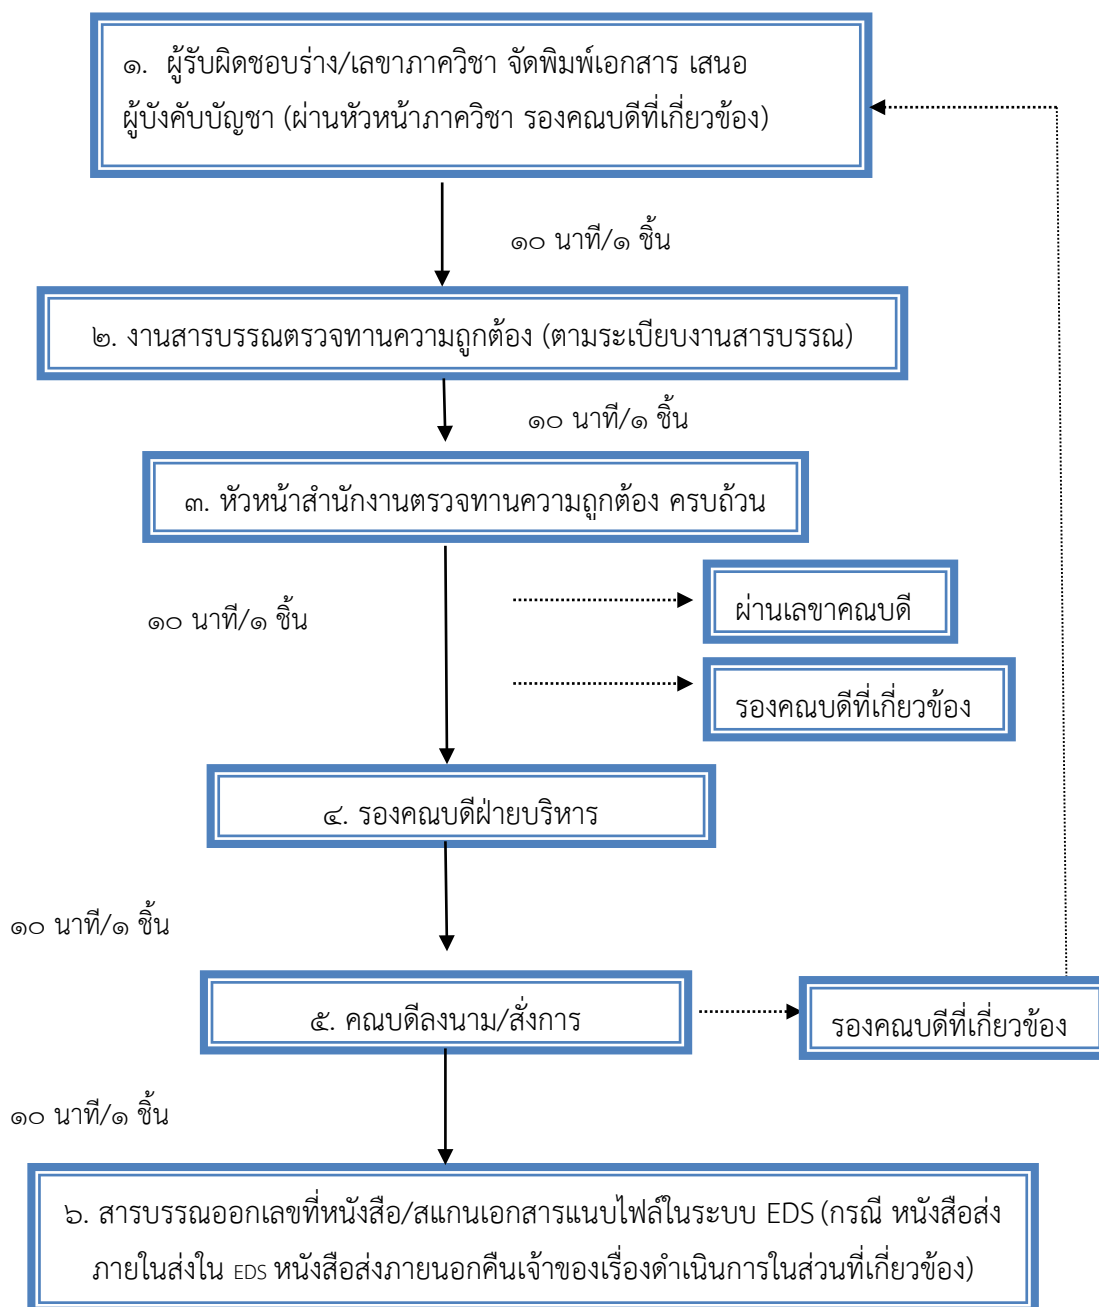 ๑. ผู้รับผิดชอบร่าง/เลขาภาควิชา จัดพิมพ์เอกสาร เสนอ
ผู้บังคับบัญชา (ผ่านหัวหน้าภาควิชา รองคณบดีที่เกี่ยวข้อง)
๑๐ นาที/๑ ชิ้น
๒. งานสารบรรณตรวจทานความถูกต้อง (ตามระเบียบงานสารบรรณ)
๑๐ นาที/๑ ชิ้น
๓. หัวหน้าสำนักงานตรวจทานความถูกต้อง ครบถ้วน
๑๐ นาที/๑ ชิ้น
ผ่านเลขาคณบดี
รองคณบดีที่เกี่ยวข้อง
๔. รองคณบดีฝ่ายบริหาร
๑๐ นาที/๑ ชิ้น
๕. คณบดีลงนาม/สั่งการ
รองคณบดีที่เกี่ยวข้อง
๑๐ นาที/๑ ชิ้น
๖. สารบรรณออกเลขที่หนังสือ/สแกนเอกสารแนบไฟล์ในระบบ EDS (กรณี หนังสือส่ง
ภายในส่งใน EDS หนังสือส่งภายนอกคืนเจ้าของเรื่องดำเนินการในส่วนที่เกี่ยวข้อง)